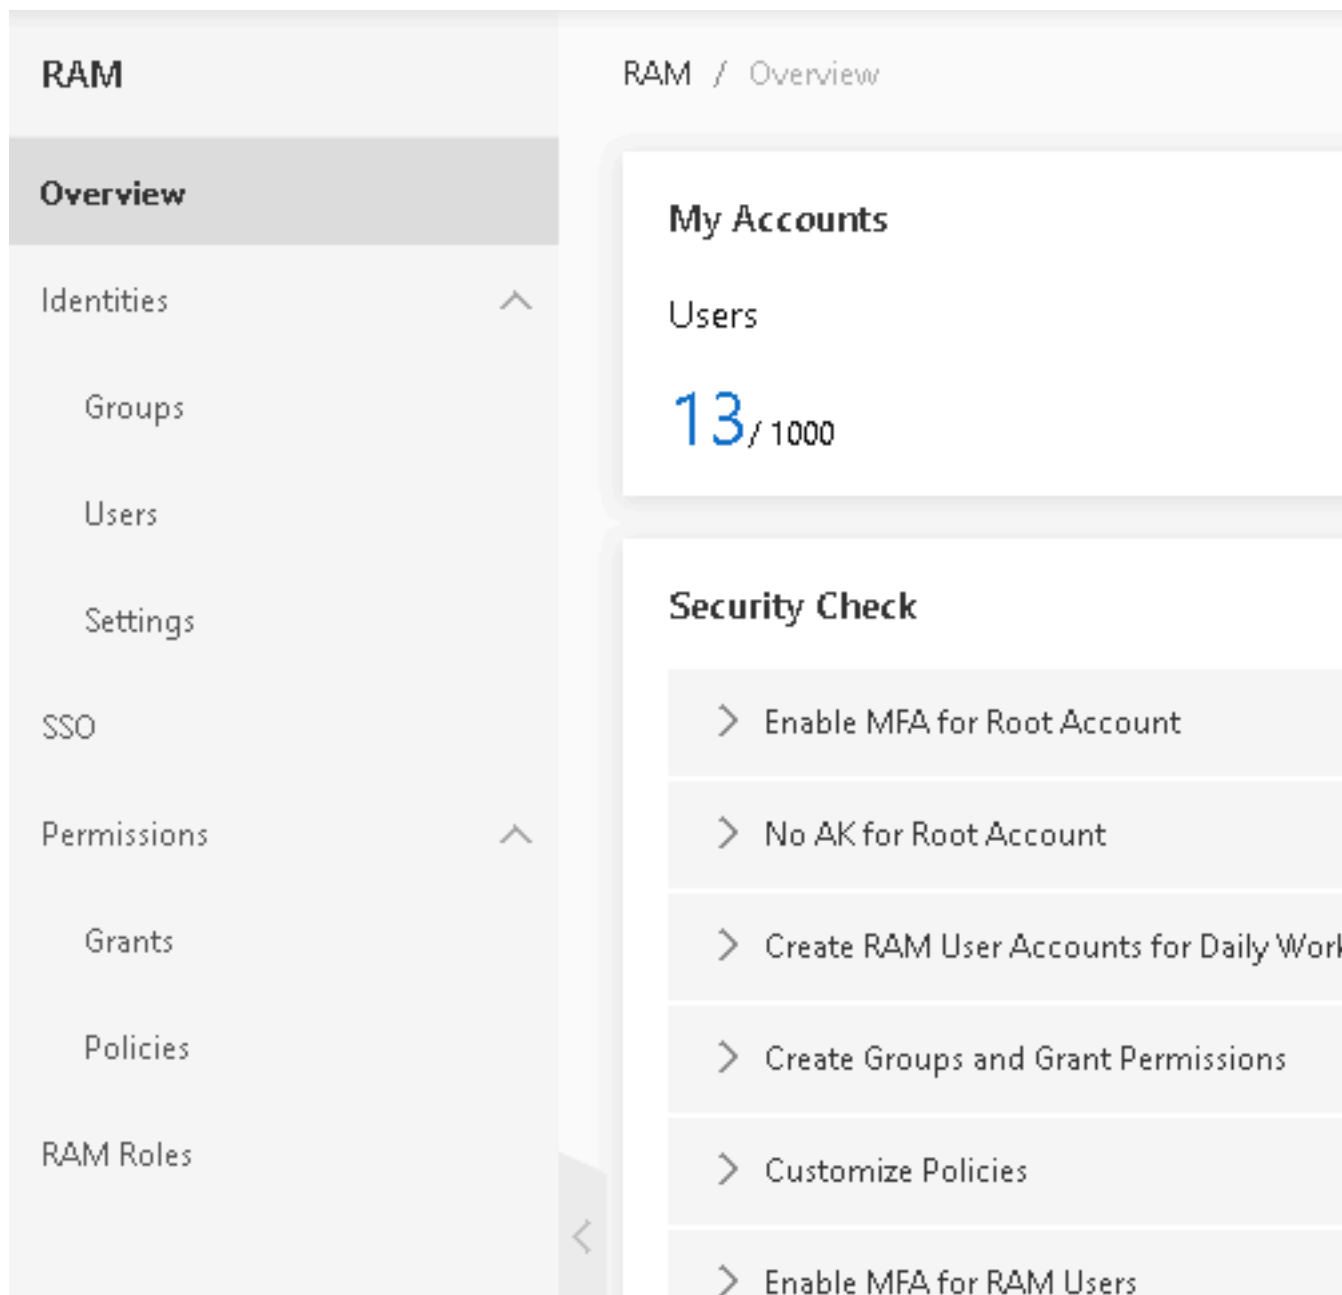 RAM
Overview
Identities
Groups
Users
Settings
SSO
Permissions
Grants
Policies
RAM Roles
RAM / Overview
My Accounts
Users
13/ 1000
Security Check
Enable MFA for Root Account
No AK for Root Account
Create RAM User Accounts for Daily Work
Create Groups and Grant Permissions
Customize Policies
Enable MFA for RAM Users